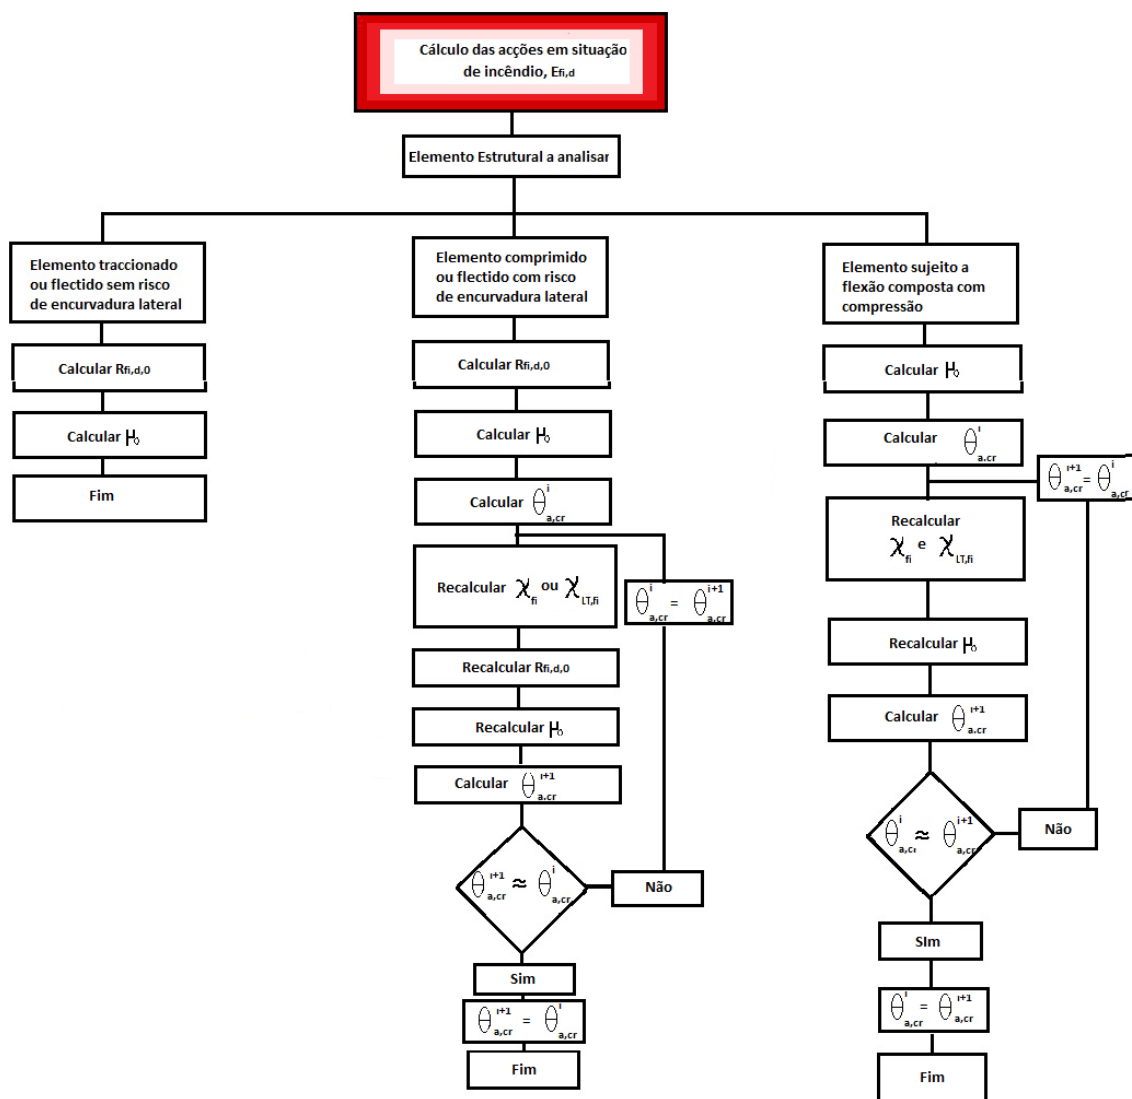 Cálculo das acções em situação
de incêndio, Efi,d
Elemento Estrutural a analisar
Elemento traccionado
ou flectido sem risco
de encurvadura lateral
Calcular Rfi,d,0
Calcular μ₀
Fim
Elemento comprimido
ou flectido com risco
de encurvadura lateral
Calcular Rfi,d,0
Calcular μ₀
Calcular θ i a,cr
Recalcular χ fi ou χ LT,fi
θ i a,cr = θ i+1 a,cr
Recalcular Rfi,d,0
Recalcular μ₀
Calcular θ i+1 a.cr
θ i+1 a,cr ≈ θ i a,cr
Não
Sim
θ i+1 a,cr = θ i a,cr
Fim
Elemento sujeito a
flexão composta com
compressão
Calcular μ₀
Calcular θ i a.cr
θ i+1 a,cr = θ i a,cr
Recalcular
χ fi e χ LT,fi
Recalcular μ₀
Calcular θ i+1 a.cr
θ i a,cr ≈ θ i+1 a,cr
Não
SIm
θ i a,cr = θ i+1 a,cr
Fim